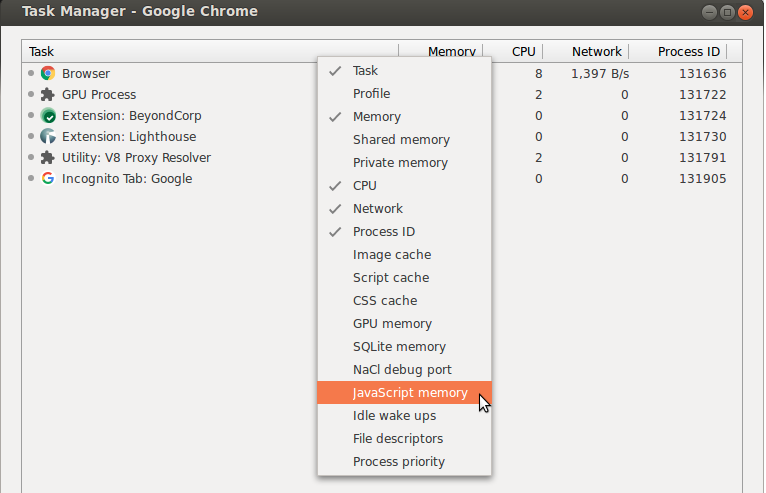 Task Manager - Google Chrome
Task Memory CPU Network Process ID
Browser 8 1,397 B/s 131636
GPU Process 2 0 131722
Extension: BeyondCorp 0 0 131724
Extension: Lighthouse 0 0 131730
Utility: V8 Proxy Resolver 2 0 131791
Incognito Tab: Google 0 0 131905
Task
Profile
Memory
Shared memory
Private memory
CPU
Network
Process ID
Image cache
Script cache
CSS cache
GPU memory
SQLite memory
NaCl debug port
JavaScript memory
Idle wake ups
File descriptors
Process priority